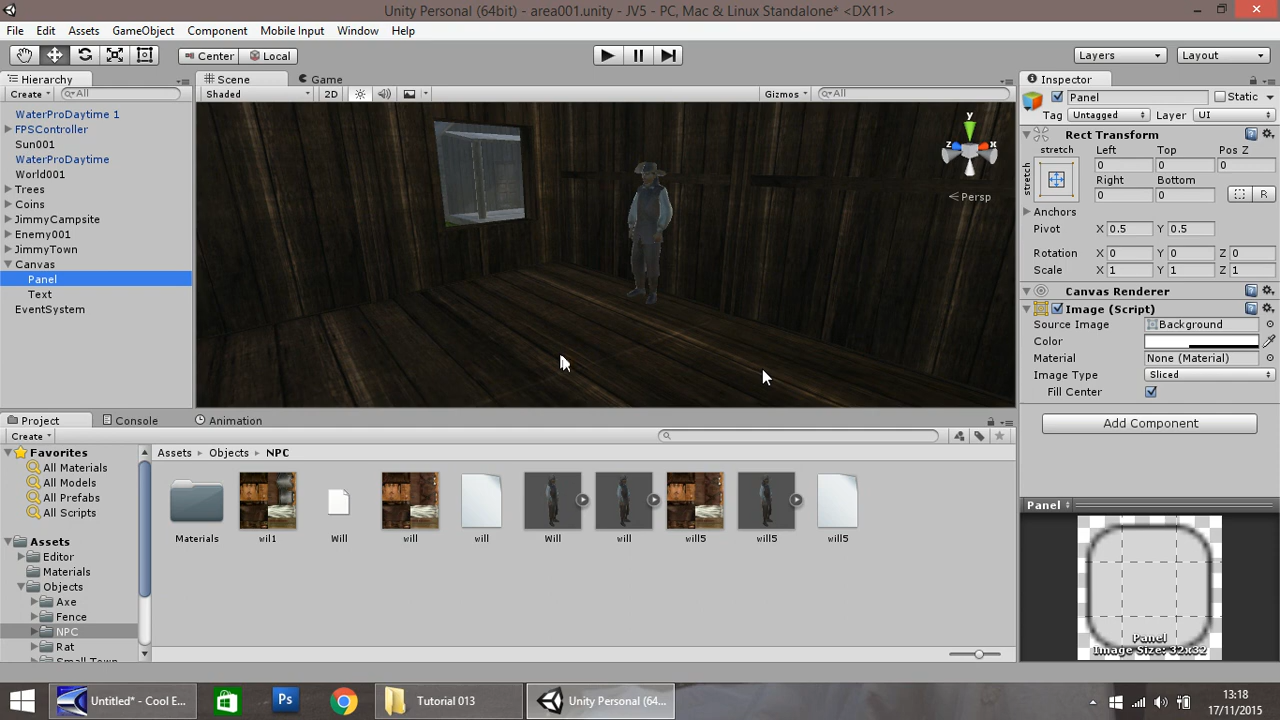 Unity Personal (64bit) - area001.unity - JV5 - PC, Mac & Linux Standalone* <DX11>
File Edit Assets GameObject Component Mobile Input Window Help
Center Local Layers Layout
Hierarchy
Create All
WaterProDaytime 1
FPSController
Sun001
WaterProDaytime
World001
Trees
Coins
JimmyCampsite
Enemy001
JimmyTown
Canvas
Panel
Text
EventSystem
Scene Game
Shaded 2D Gizmos All
y
z x
Persp
Inspector
Panel Static
Tag Untagged Layer UI
Rect Transform
stretch Left Top Pos Z
stretch 0 0 0
Right Bottom
0 0 R
Anchors
Pivot X 0.5 Y 0.5
Rotation X 0 Y 0 Z 0
Scale X 1 Y 1 Z 1
Canvas Renderer
Image (Script)
Source Image Background
Color
Material None (Material)
Image Type Sliced
Fill Center
Add Component
Panel
Panel
Image Size: 32x32
Project Console Animation
Create
Favorites
All Materials
All Models
All Prefabs
All Scripts
Assets
Editor
Materials
Objects
Axe
Fence
NPC
Rat
Small Town
Assets Objects NPC
Materials wil1 Will will will Will will will5 will5 will5
Untitled* - Cool E... Ps Tutorial 013 Unity Personal (64...
13:18
17/11/2015